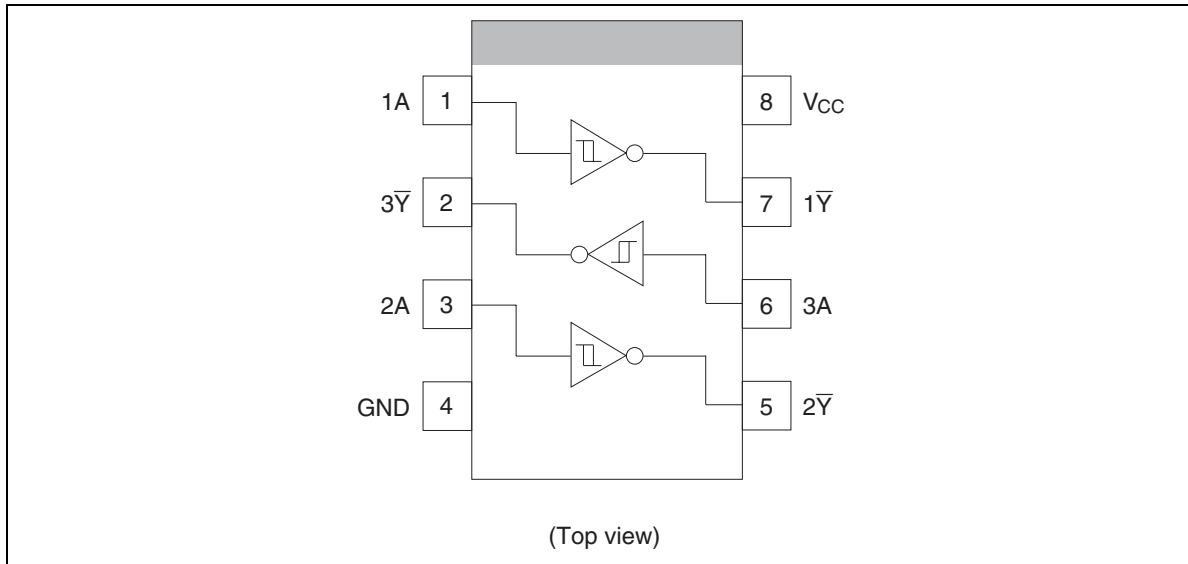 1A 1 8 VCC
3Y̅ 2 7 1Y̅
2A 3 6 3A
GND 4 5 2Y̅
(Top view)